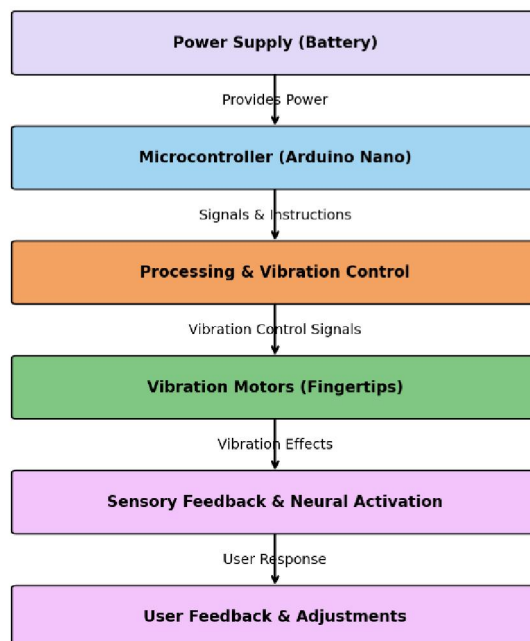 Power Supply (Battery)
Provides Power
Microcontroller (Arduino Nano)
Signals & Instructions
Processing & Vibration Control
Vibration Control Signals
Vibration Motors (Fingertips)
Vibration Effects
Sensory Feedback & Neural Activation
User Response
User Feedback & Adjustments